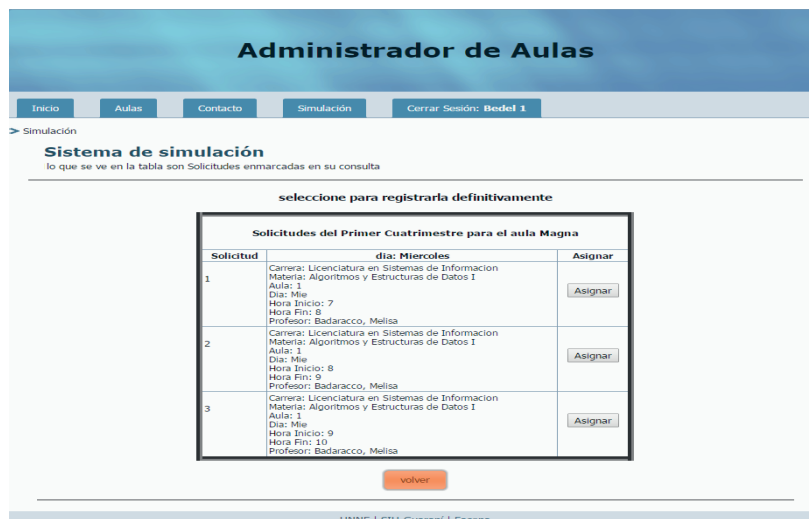 Administrador de Aulas
Inicio Aulas Contacto Simulación Cerrar Sesión: Bedel 1
> Simulación
Sistema de simulación
lo que se ve en la tabla son Solicitudes enmarcadas en su consulta
seleccione para registrarla definitivamente
Solicitudes del Primer Cuatrimestre para el aula Magna
Solicitud dia: Miercoles Asignar
1
Carrera: Licenciatura en Sistemas de Informacion
Materia: Algoritmos y Estructuras de Datos I
Aula: 1
Dia: Mie
Hora Inicio: 7
Hora Fin: 8
Profesor: Badaracco, Melisa
Asignar
2
Carrera: Licenciatura en Sistemas de Informacion
Materia: Algoritmos y Estructuras de Datos I
Aula: 1
Dia: Mie
Hora Inicio: 8
Hora Fin: 9
Profesor: Badaracco, Melisa
Asignar
3
Carrera: Licenciatura en Sistemas de Informacion
Materia: Algoritmos y Estructuras de Datos I
Aula: 1
Dia: Mie
Hora Inicio: 9
Hora Fin: 10
Profesor: Badaracco, Melisa
Asignar
volver